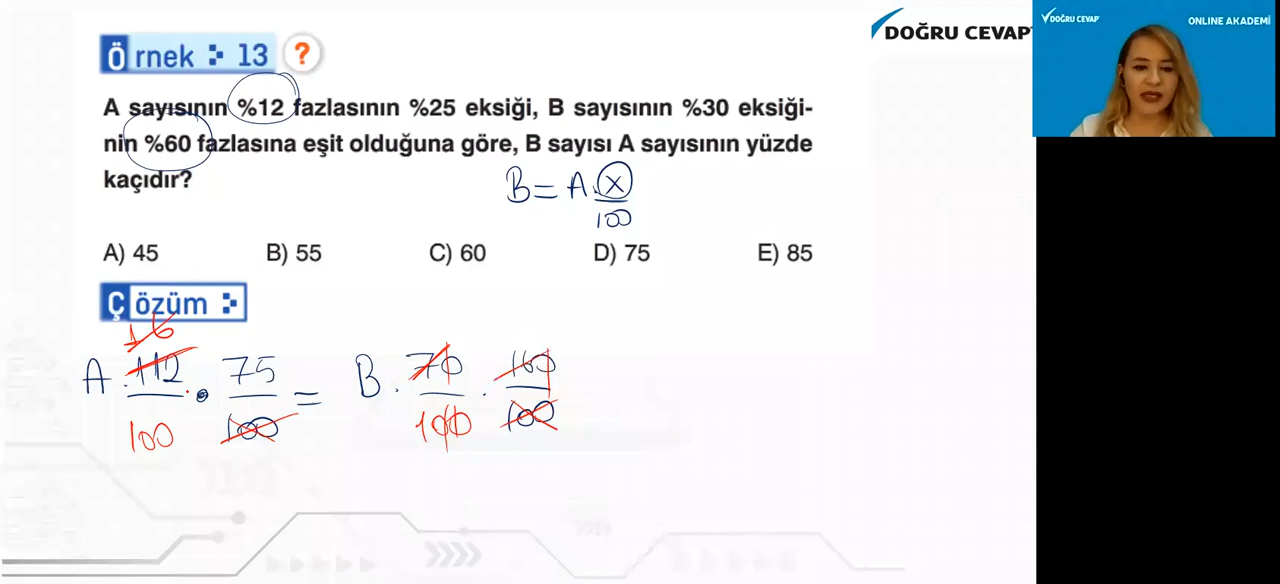 Örnek 13 ?
DOĞRU CEVAP
DOĞRU CEVAP
ONLINE AKADEMİ
A sayısının %12 fazlasının %25 eksiği, B sayısının %30 eksiği-
nin %60 fazlasına eşit olduğuna göre, B sayısı A sayısının yüzde
kaçıdır?
B = A . x
100
A) 45 B) 55 C) 60 D) 75 E) 85
Çözüm
16
A . 112 . 75 = B . 70 . 160
100 100 100 100